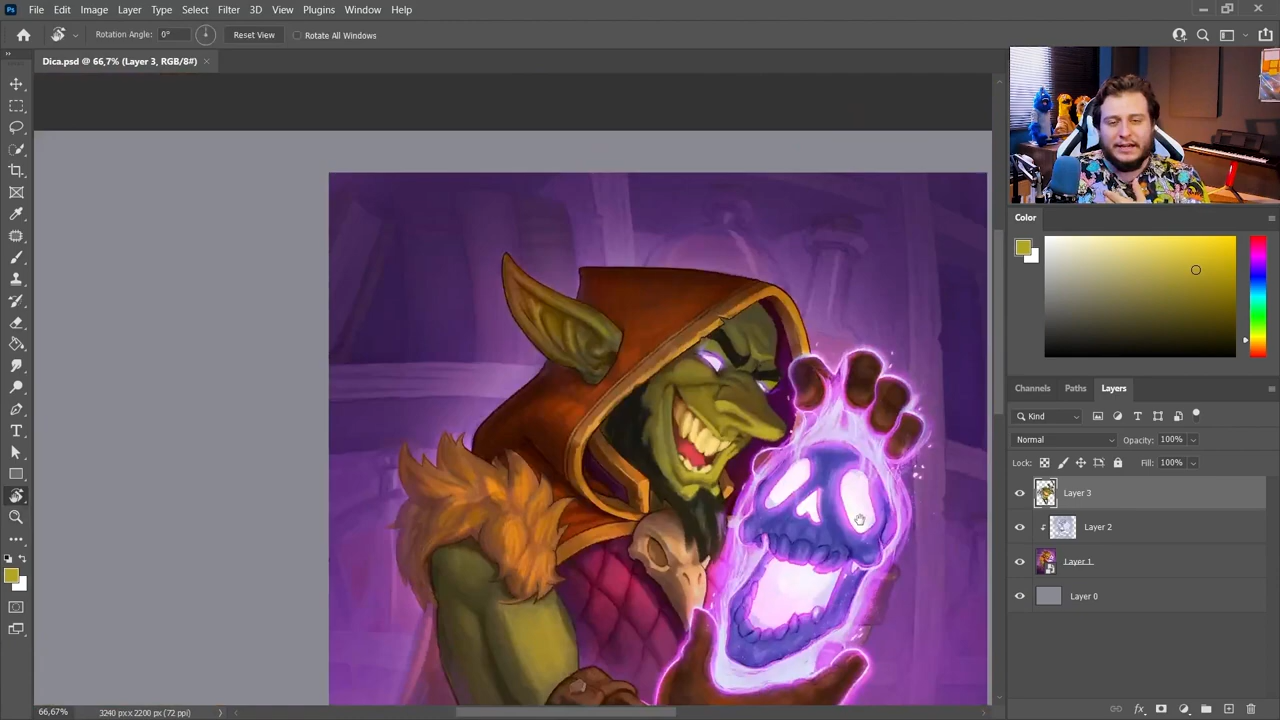 Ps File Edit Image Layer Type Select Filter 3D View Plugins Window Help
Rotation Angle: 0° Reset View Rotate All Windows
Dica.psd @ 66,7% (Layer 3, RGB/8#) ×
Color
Channels Paths Layers
Kind
Normal Opacity: 100%
Lock: Fill: 100%
Layer 3
Layer 2
Layer 1
Layer 0
66,67% 3240 px x 2200 px (72 ppi)